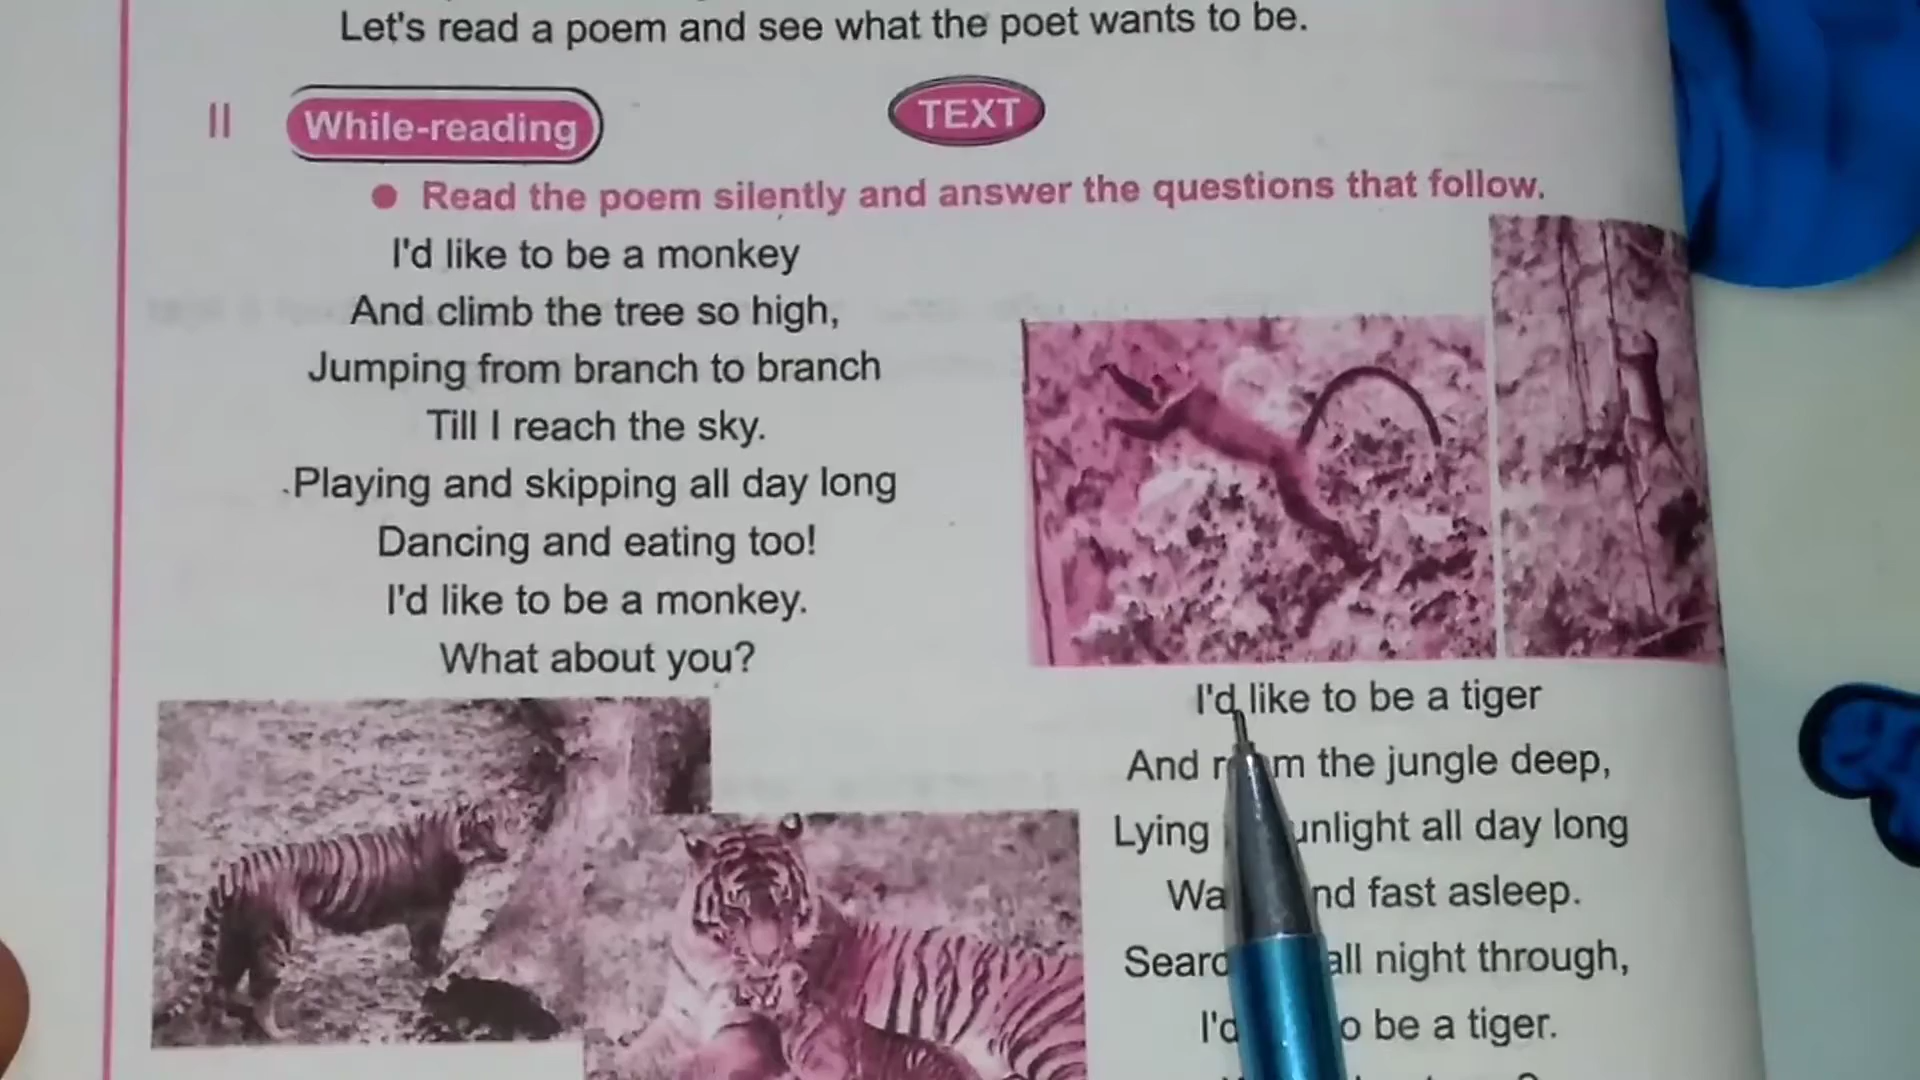 Let's read a poem and see what the poet wants to be.
II While-reading
TEXT
● Read the poem silently and answer the questions that follow.
I'd like to be a monkey
And climb the tree so high,
Jumping from branch to branch
Till I reach the sky.
Playing and skipping all day long
Dancing and eating too!
I'd like to be a monkey.
What about you?
I'd like to be a tiger
And the jungle deep,
Lying all day long
fast asleep.
all night through,
be a tiger.